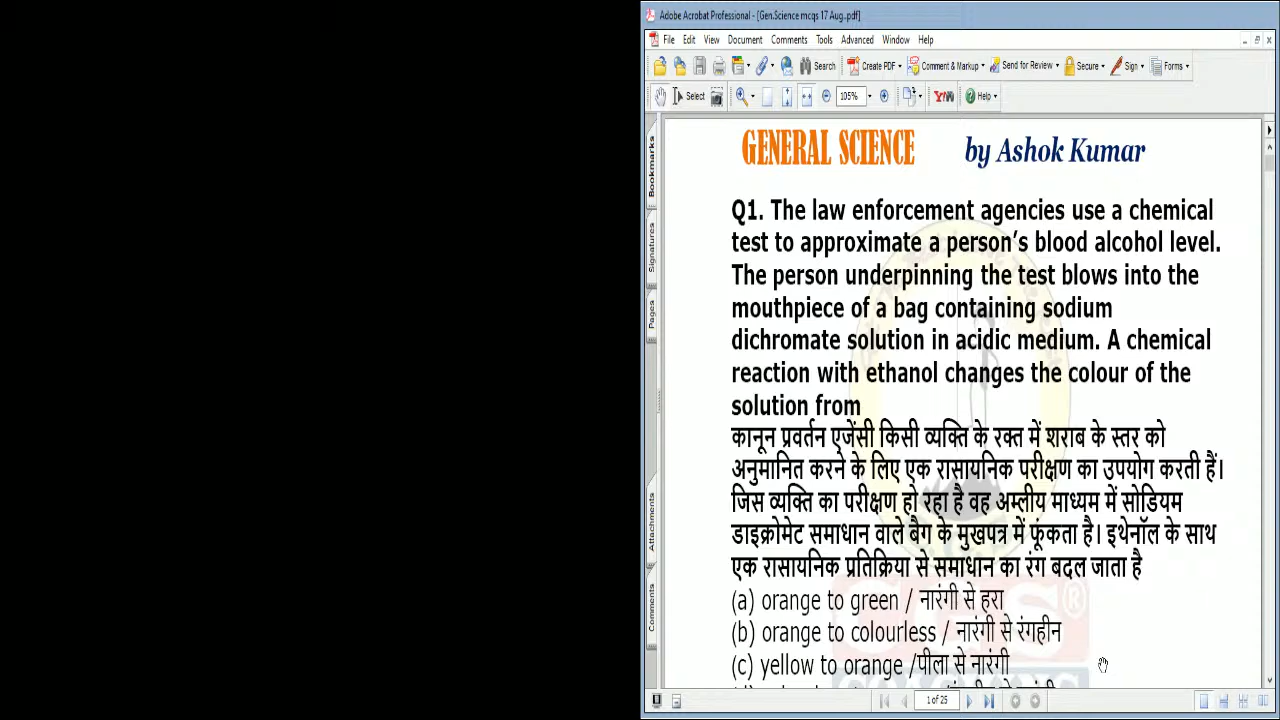 Adobe Acrobat Professional - [Gen.Science mcqs 17 Aug..pdf]
File Edit View Document Comments Tools Advanced Window Help
Search Create PDF Comment & Markup Send for Review Secure Sign Forms
Select 105% Help
Bookmarks
Signatures
Pages
Attachments
Comments
GENERAL SCIENCE by Ashok Kumar
Q1. The law enforcement agencies use a chemical
test to approximate a person’s blood alcohol level.
The person underpinning the test blows into the
mouthpiece of a bag containing sodium
dichromate solution in acidic medium. A chemical
reaction with ethanol changes the colour of the
solution from
कानून प्रवर्तन एजेंसी किसी व्यक्ति के रक्त में शराब के स्तर को
अनुमानित करने के लिए एक रासायनिक परीक्षण का उपयोग करती हैं।
जिस व्यक्ति का परीक्षण हो रहा है वह अम्लीय माध्यम में सोडियम
डाइक्रोमेट समाधान वाले बैग के मुखपत्र में फूंकता है। इथेनॉल के साथ
एक रासायनिक प्रतिक्रिया से समाधान का रंग बदल जाता है
(a) orange to green / नारंगी से हरा
(b) orange to colourless / नारंगी से रंगहीन
(c) yellow to orange /पीला से नारंगी
1 of 25